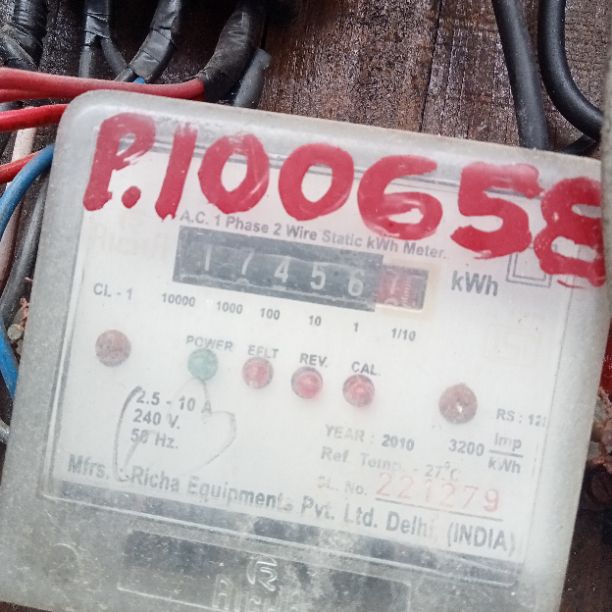 P.100658
A.C. 1 Phase 2 Wire Static kWh Meter.
17456 kWh
CL - 1 10000 1000 100 10 1 1/10
POWER EFLT REV. CAL.
2.5 - 10 A
240 V.
50 Hz.
RS : 12
YEAR : 2010 3200 Imp
kWh
Ref. Temp. - 27°C
SL. No. 221279
Mfrs. : Richa Equipments Pvt. Ltd. Delhi, (INDIA)